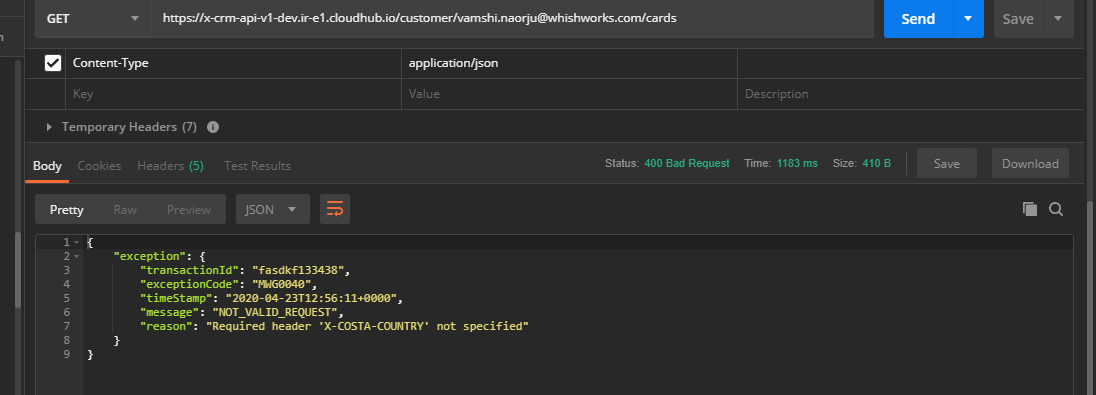 GET https://x-crm-api-v1-dev.ir-e1.cloudhub.io/customer/vamshi.naorju@whishworks.com/cards Send Save
Content-Type application/json
Key Value Description
Temporary Headers (7)
Body Cookies Headers (5) Test Results Status: 400 Bad Request Time: 1183 ms Size: 410 B Save Download
Pretty Raw Preview JSON
1 {
2 "exception": {
3 "transactionId": "fasdkf133438",
4 "exceptionCode": "MWG0040",
5 "timeStamp": "2020-04-23T12:56:11+0000",
6 "message": "NOT_VALID_REQUEST",
7 "reason": "Required header 'X-COSTA-COUNTRY' not specified"
8 }
9 }